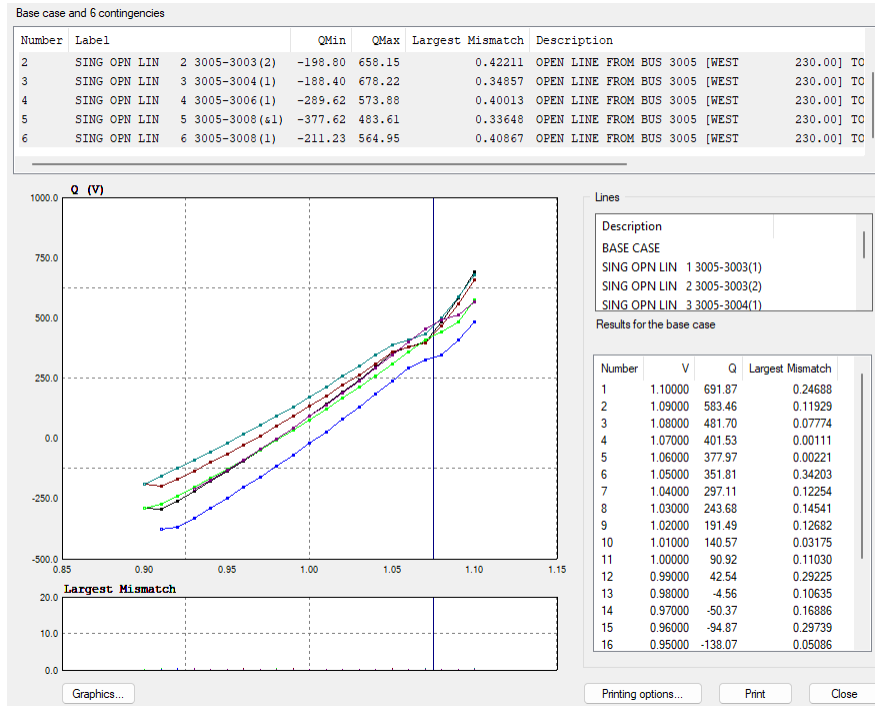 Base case and 6 contingencies
Number Label QMin QMax Largest Mismatch Description
2 SING OPN LIN 2 3005-3003(2) -198.80 658.15 0.42211 OPEN LINE FROM BUS 3005 [WEST 230.00] TO
3 SING OPN LIN 3 3005-3004(1) -188.40 678.22 0.34857 OPEN LINE FROM BUS 3005 [WEST 230.00] TO
4 SING OPN LIN 4 3005-3006(1) -289.62 573.88 0.40013 OPEN LINE FROM BUS 3005 [WEST 230.00] TO
5 SING OPN LIN 5 3005-3008(&1) -377.62 483.61 0.33648 OPEN LINE FROM BUS 3005 [WEST 230.00] TO
6 SING OPN LIN 6 3005-3008(1) -211.23 564.95 0.40867 OPEN LINE FROM BUS 3005 [WEST 230.00] TO
Q (V)
1000.0
750.0
500.0
250.0
0.0
-250.0
-500.0
0.85 0.90 0.95 1.00 1.05 1.10 1.15
Largest Mismatch
20.0
10.0
0.0
Graphics...
Lines
Description
BASE CASE
SING OPN LIN 1 3005-3003(1)
SING OPN LIN 2 3005-3003(2)
SING OPN LIN 3 3005-3004(1)
Results for the base case
Number V Q Largest Mismatch
1 1.10000 691.87 0.24688
2 1.09000 583.46 0.11929
3 1.08000 481.70 0.07774
4 1.07000 401.53 0.00111
5 1.06000 377.97 0.00221
6 1.05000 351.81 0.34203
7 1.04000 297.11 0.12254
8 1.03000 243.68 0.14541
9 1.02000 191.49 0.12682
10 1.01000 140.57 0.03175
11 1.00000 90.92 0.11030
12 0.99000 42.54 0.29225
13 0.98000 -4.56 0.10635
14 0.97000 -50.37 0.16886
15 0.96000 -94.87 0.29739
16 0.95000 -138.07 0.05086
Printing options... Print Close